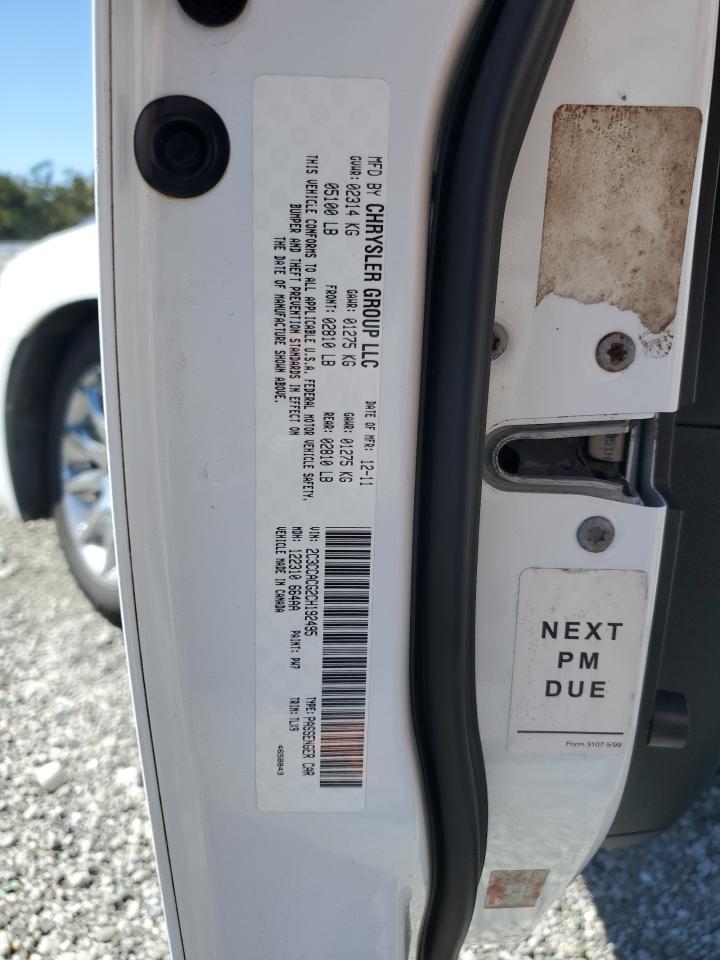 MFD BY CHRYSLER GROUP LLC
DATE OF MFR: 12-11
GVWR: 02314 KG
GAWR: 01275 KG
GAWR: 01275 KG
05100 LB
FRONT: 02810 LB
REAR: 02810 LB
THIS VEHICLE CONFORMS TO ALL APPLICABLE U.S.A. FEDERAL MOTOR VEHICLE SAFETY,
BUMPER AND THEFT PREVENTION STANDARDS IN EFFECT ON
THE DATE OF MANUFACTURE SHOWN ABOVE.
VIN: 2C3CCACG2CH192495
TYPE: PASSENGER CAR
MDH: 122310 664AA
PAINT: PW7
TRIM: TLX9
VEHICLE MADE IN CANADA
4658843
NEXT
PM
DUE
Form 3107 5/99